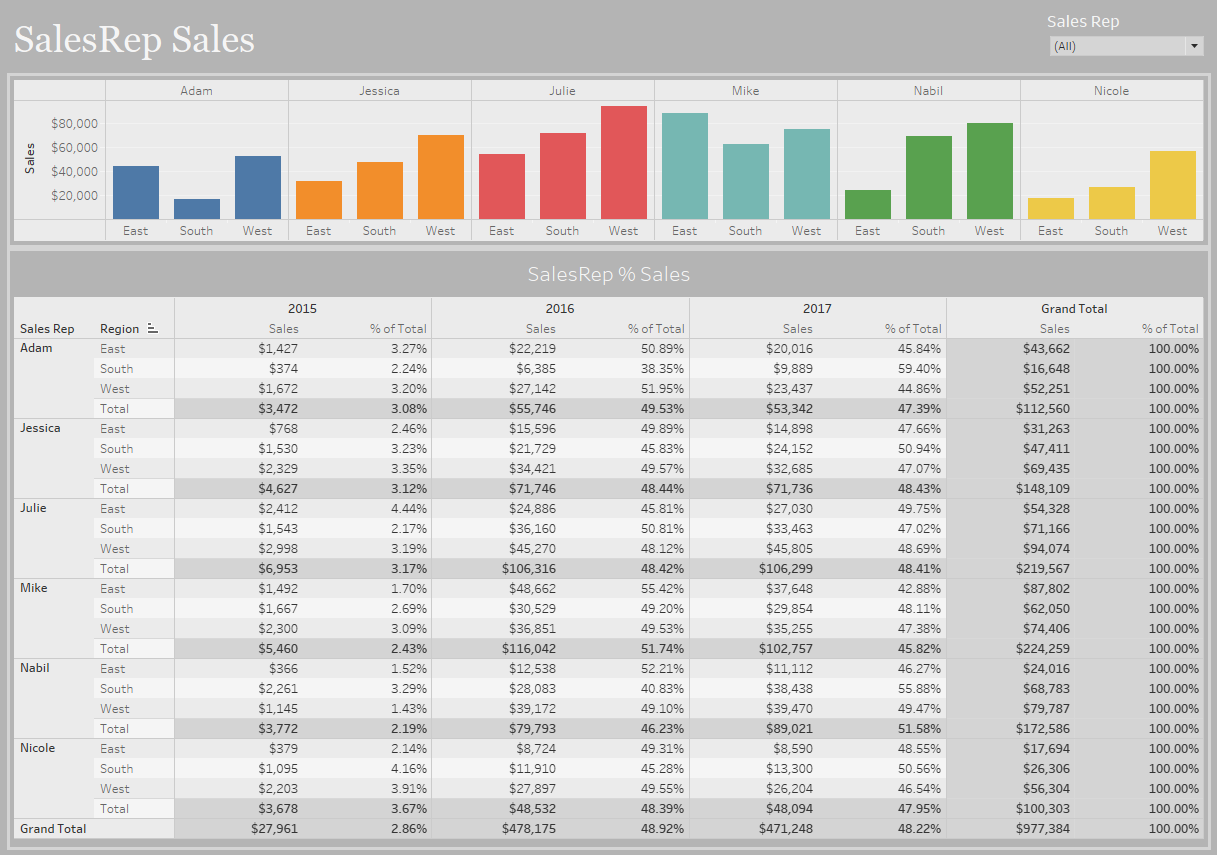 SalesRep Sales
Sales Rep
(All)
Adam Jessica Julie Mike Nabil Nicole
Sales
$80,000
$60,000
$40,000
$20,000
East South West East South West East South West East South West East South West East South West
SalesRep % Sales
2015 2016 2017 Grand Total
Sales Rep Region Sales % of Total Sales % of Total Sales % of Total Sales % of Total
Adam East $1,427 3.27% $22,219 50.89% $20,016 45.84% $43,662 100.00%
South $374 2.24% $6,385 38.35% $9,889 59.40% $16,648 100.00%
West $1,672 3.20% $27,142 51.95% $23,437 44.86% $52,251 100.00%
Total $3,472 3.08% $55,746 49.53% $53,342 47.39% $112,560 100.00%
Jessica East $768 2.46% $15,596 49.89% $14,898 47.66% $31,263 100.00%
South $1,530 3.23% $21,729 45.83% $24,152 50.94% $47,411 100.00%
West $2,329 3.35% $34,421 49.57% $32,685 47.07% $69,435 100.00%
Total $4,627 3.12% $71,746 48.44% $71,736 48.43% $148,109 100.00%
Julie East $2,412 4.44% $24,886 45.81% $27,030 49.75% $54,328 100.00%
South $1,543 2.17% $36,160 50.81% $33,463 47.02% $71,166 100.00%
West $2,998 3.19% $45,270 48.12% $45,805 48.69% $94,074 100.00%
Total $6,953 3.17% $106,316 48.42% $106,299 48.41% $219,567 100.00%
Mike East $1,492 1.70% $48,662 55.42% $37,648 42.88% $87,802 100.00%
South $1,667 2.69% $30,529 49.20% $29,854 48.11% $62,050 100.00%
West $2,300 3.09% $36,851 49.53% $35,255 47.38% $74,406 100.00%
Total $5,460 2.43% $116,042 51.74% $102,757 45.82% $224,259 100.00%
Nabil East $366 1.52% $12,538 52.21% $11,112 46.27% $24,016 100.00%
South $2,261 3.29% $28,083 40.83% $38,438 55.88% $68,783 100.00%
West $1,145 1.43% $39,172 49.10% $39,470 49.47% $79,787 100.00%
Total $3,772 2.19% $79,793 46.23% $89,021 51.58% $172,586 100.00%
Nicole East $379 2.14% $8,724 49.31% $8,590 48.55% $17,694 100.00%
South $1,095 4.16% $11,910 45.28% $13,300 50.56% $26,306 100.00%
West $2,203 3.91% $27,897 49.55% $26,204 46.54% $56,304 100.00%
Total $3,678 3.67% $48,532 48.39% $48,094 47.95% $100,303 100.00%
Grand Total $27,961 2.86% $478,175 48.92% $471,248 48.22% $977,384 100.00%